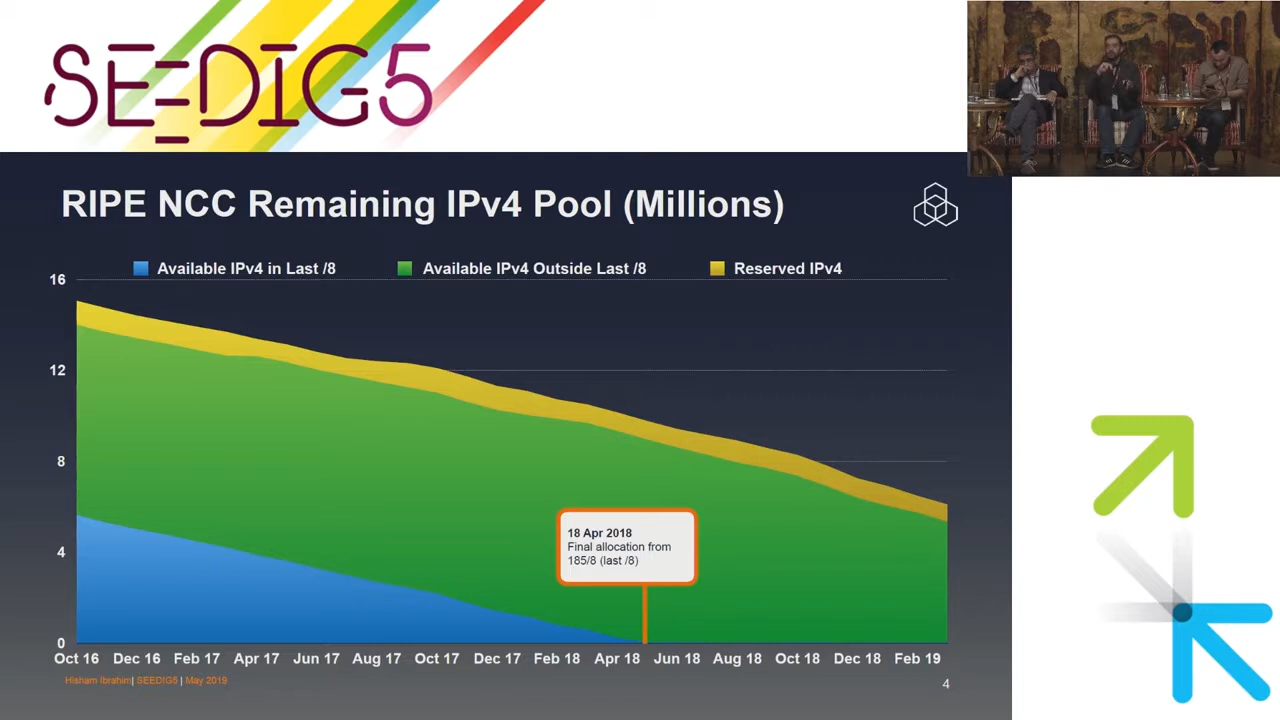 SEEDIG5
RIPE NCC Remaining IPv4 Pool (Millions)
Available IPv4 in Last /8
Available IPv4 Outside Last /8
Reserved IPv4
16
12
8
4
0
18 Apr 2018
Final allocation from
185/8 (last /8)
Oct 16 Dec 16 Feb 17 Apr 17 Jun 17 Aug 17 Oct 17 Dec 17 Feb 18 Apr 18 Jun 18 Aug 18 Oct 18 Dec 18 Feb 19
Hisham Ibrahim| SEEDIG5 | May 2019
4